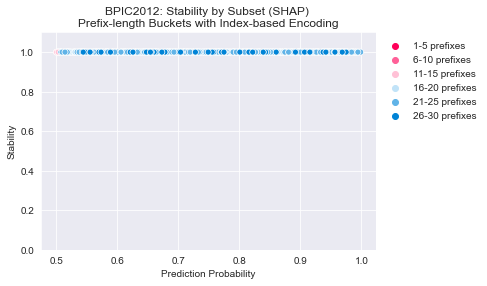 BPIC2012: Stability by Subset (SHAP)
Prefix-length Buckets with Index-based Encoding
1.0
0.8
0.6
0.4
0.2
0.0
Stability
0.5 0.6 0.7 0.8 0.9 1.0
Prediction Probability
1-5 prefixes
6-10 prefixes
11-15 prefixes
16-20 prefixes
21-25 prefixes
26-30 prefixes